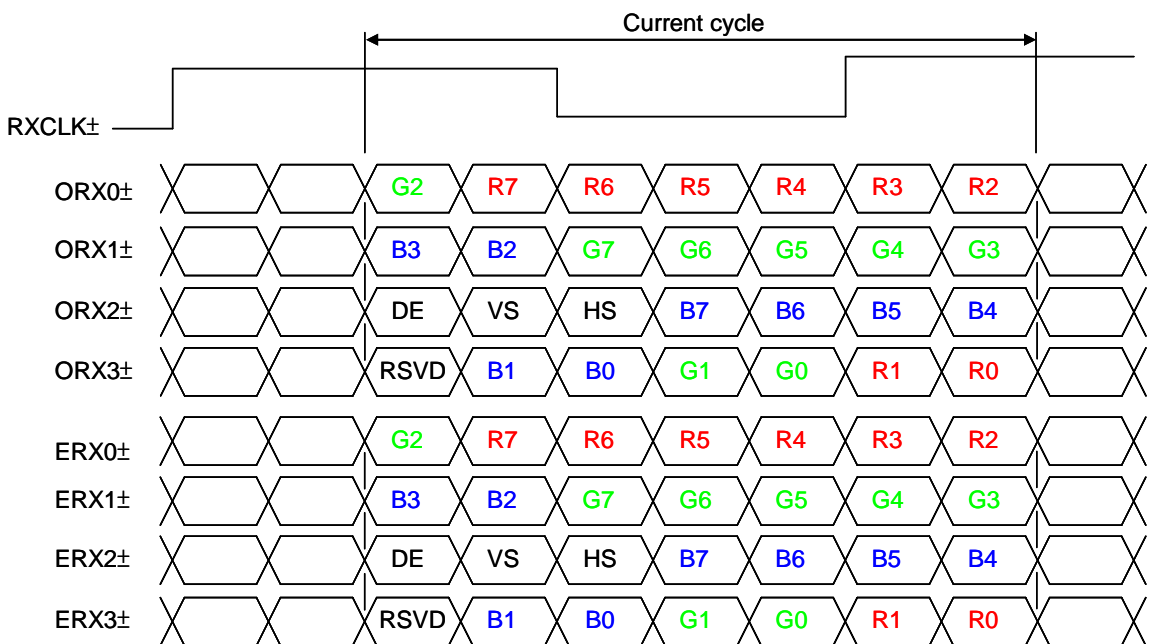 Current cycle
RXCLK±
ORX0± G2 R7 R6 R5 R4 R3 R2
ORX1± B3 B2 G7 G6 G5 G4 G3
ORX2± DE VS HS B7 B6 B5 B4
ORX3± RSVD B1 B0 G1 G0 R1 R0
ERX0± G2 R7 R6 R5 R4 R3 R2
ERX1± B3 B2 G7 G6 G5 G4 G3
ERX2± DE VS HS B7 B6 B5 B4
ERX3± RSVD B1 B0 G1 G0 R1 R0